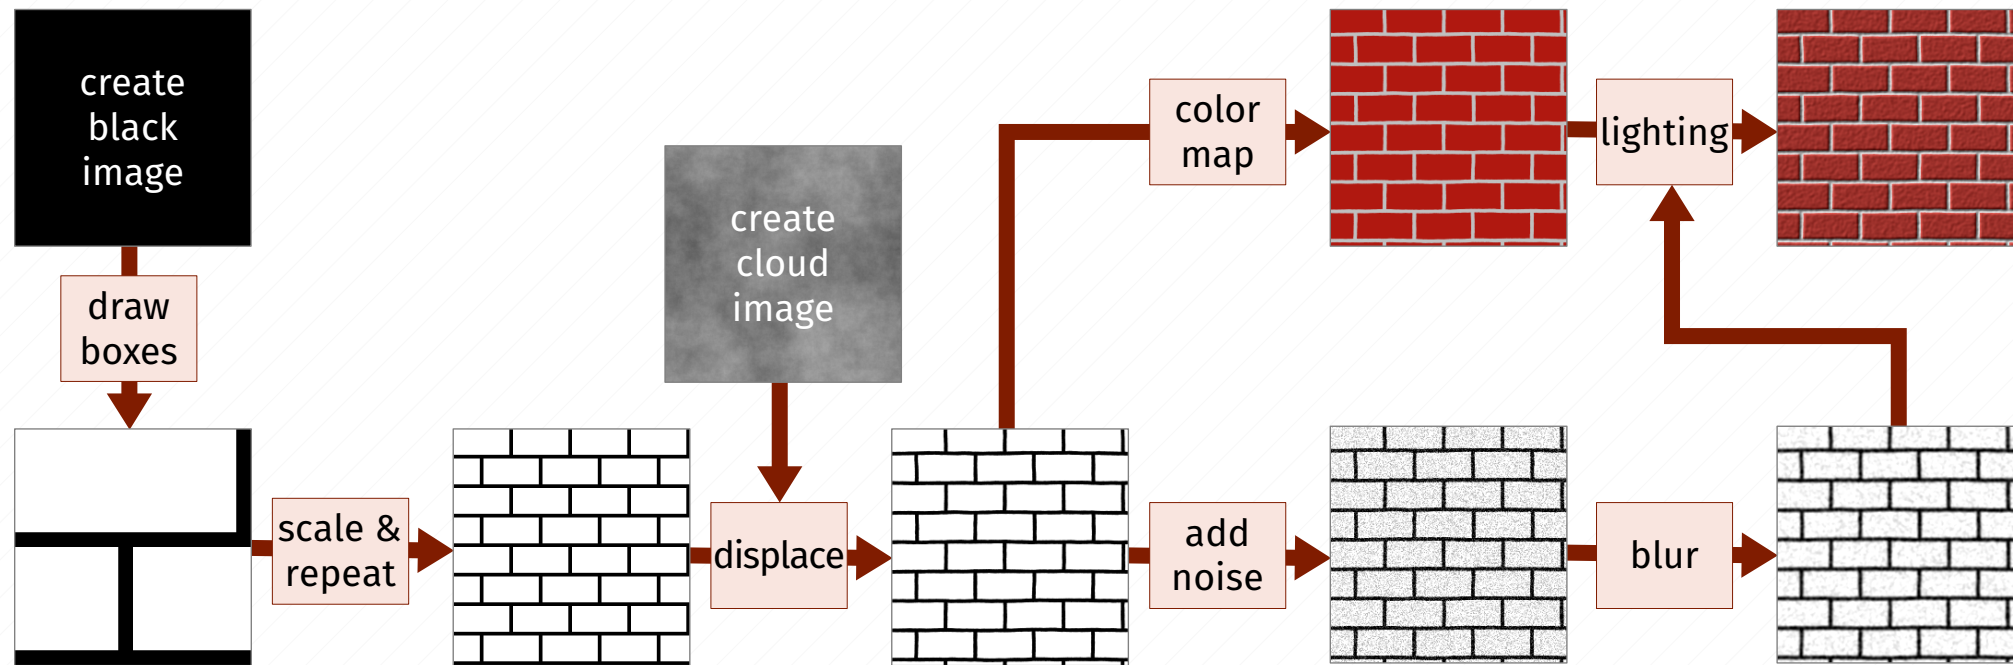 create
black
image
draw
boxes
scale &
repeat
create
cloud
image
displace
color
map
lighting
add
noise
blur